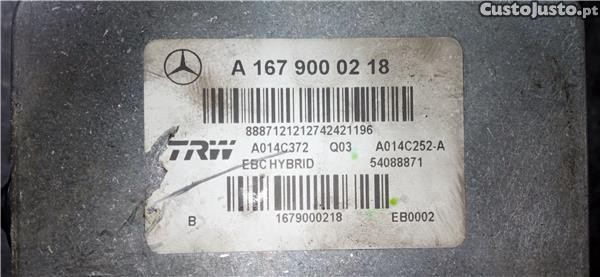 CustoJusto.pt
A 167 900 02 18
8887121212742421196
TRW A014C372 Q03 A014C252-A
EBC HYBRID 54088871
B 1679000218 EB0002